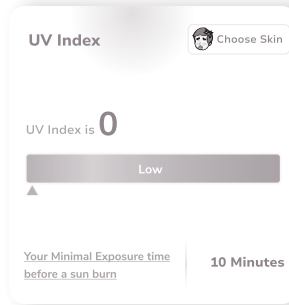 UV Index
Choose Skin
UV Index is 0
Low
Your Minimal Exposure time
before a sun burn
10 Minutes